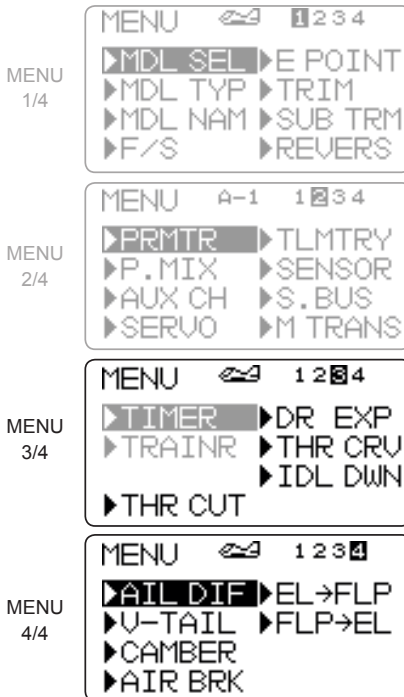 MENU 1234
MENU 1/4
▶MDL SEL ▶E POINT
▶MDL TYP ▶TRIM
▶MDL NAM ▶SUB TRM
▶F/S ▶REVERS
MENU A-1 1234
MENU 2/4
▶PRMTR ▶TLMTRY
▶P.MIX ▶SENSOR
▶AUX CH ▶S.BUS
▶SERVO ▶M TRANS
MENU 1234
MENU 3/4
▶TIMER ▶DR EXP
▶TRAINR ▶THR CRV
▶IDL DWN
▶THR CUT
MENU 1234
MENU 4/4
▶AIL DIF ▶EL→FLP
▶V-TAIL ▶FLP→EL
▶CAMBER
▶AIR BRK